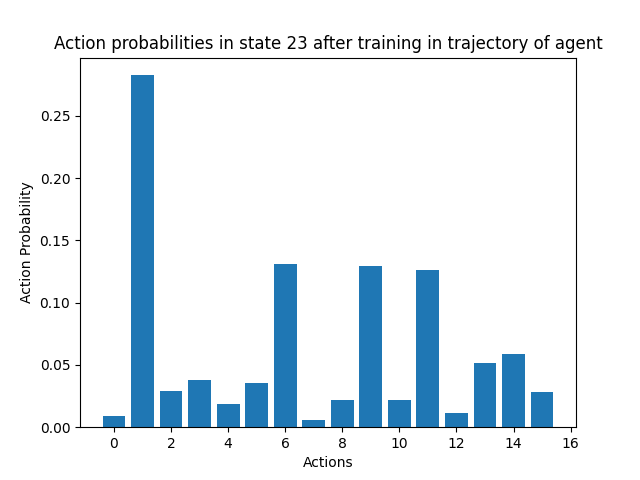 Action probabilities in state 23 after training in trajectory of agent
0.25
0.20
0.15
0.10
0.05
0.00
Action Probability
0 2 4 6 8 10 12 14 16
Actions